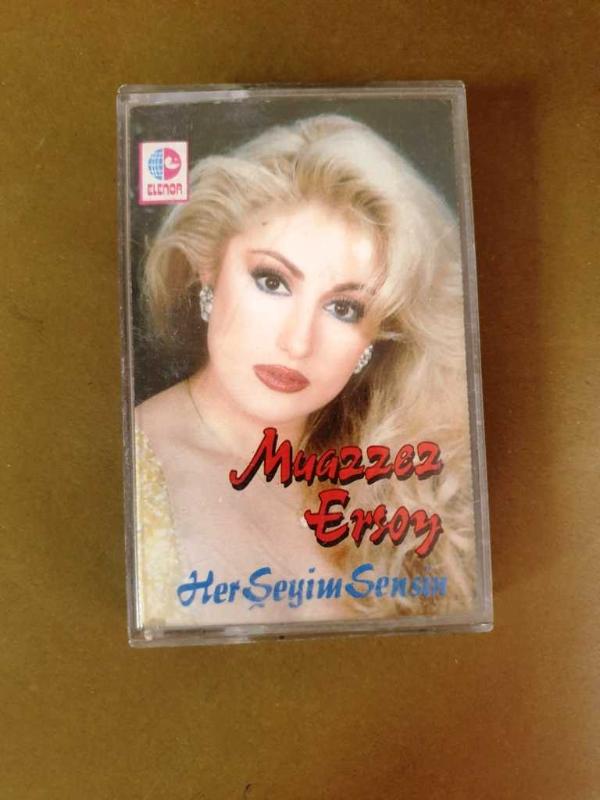 ELENOR
Muazzez
Ersoy
Her Şeyim Sensin